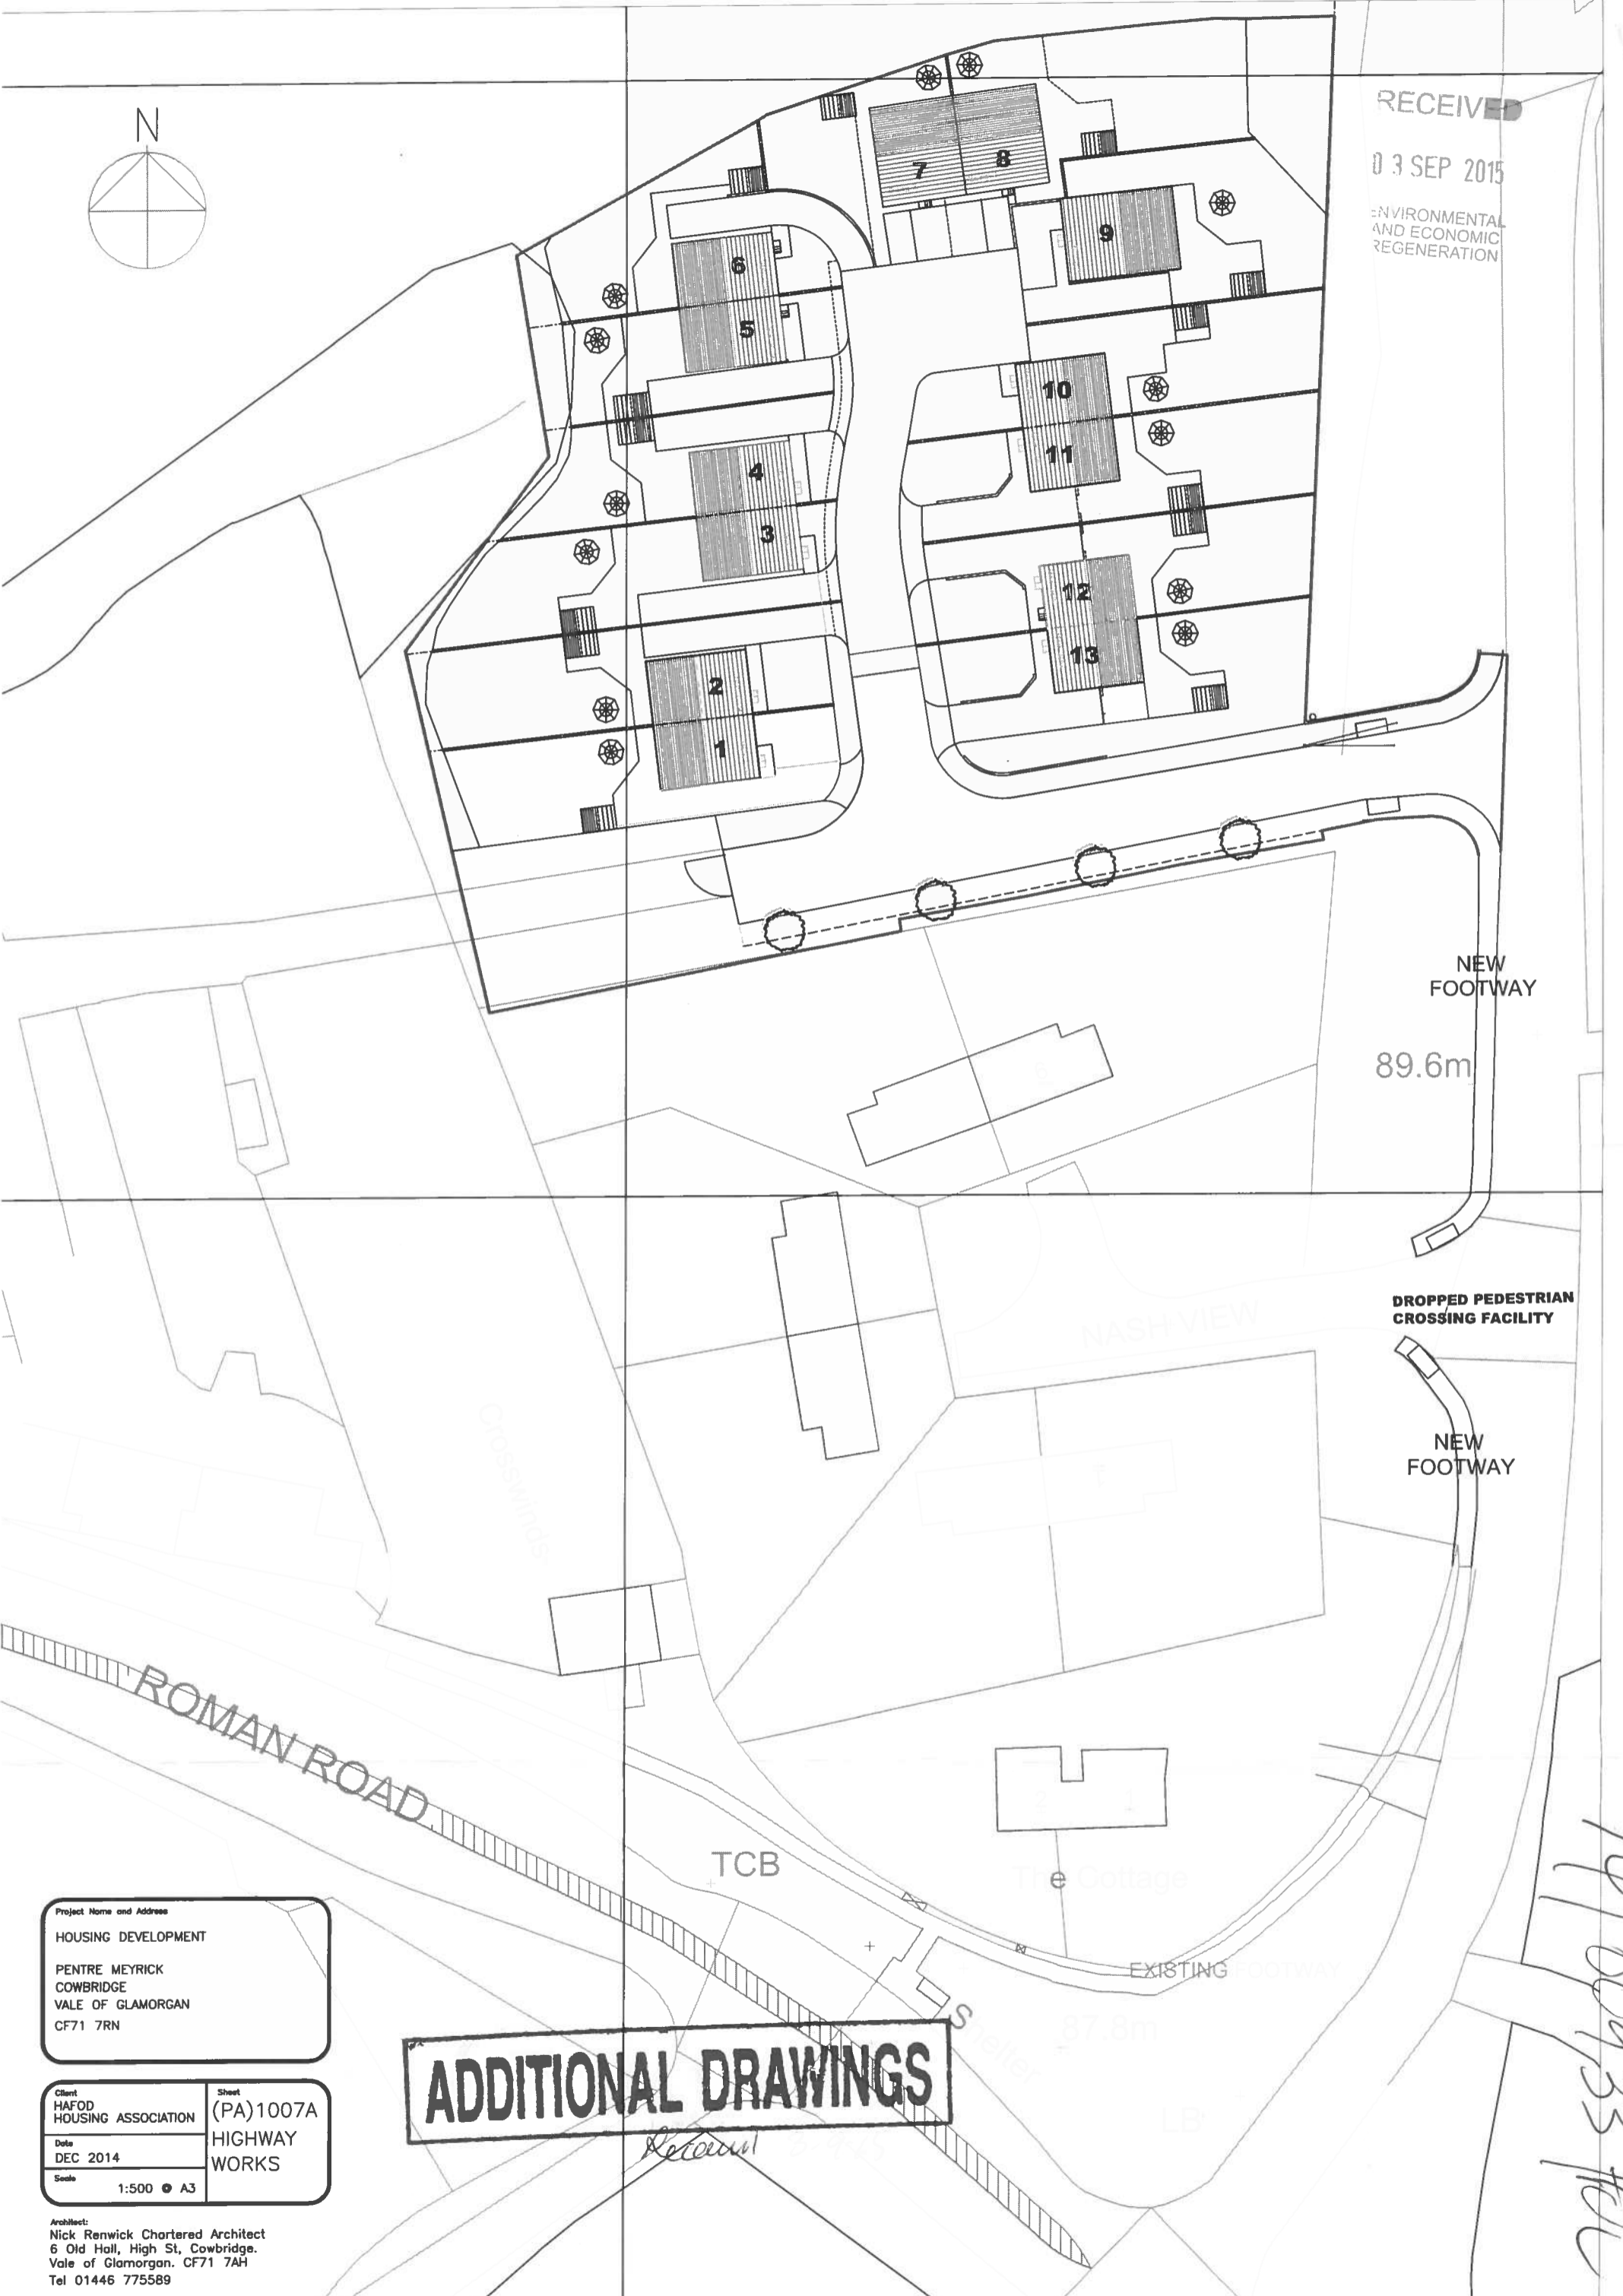 N
RECEIVED
03 SEP 2015
ENVIRONMENTAL
AND ECONOMIC
REGENERATION
7
8
9
6
5
10
11
4
3
12
13
2
1
NEW
FOOTWAY
89.6m
DROPPED PEDESTRIAN
CROSSING FACILITY
NASH VIEW
Crosswinds
NEW
FOOTWAY
7
ROMAN ROAD
TCB
The Cottage
EXISTING FOOTWAY
87.8m
Shelter
LB
ADDITIONAL DRAWINGS
Project Name and Address
HOUSING DEVELOPMENT
PENTRE MEYRICK
COWBRIDGE
VALE OF GLAMORGAN
CF71 7RN
Client
HAFOD
HOUSING ASSOCIATION
Date
DEC 2014
Scale
1:500 @ A3
Sheet
(PA)1007A
HIGHWAY
WORKS
Architect:
Nick Renwick Chartered Architect
6 Old Hall, High St, Cowbridge.
Vale of Glamorgan. CF71 7AH
Tel 01446 775589